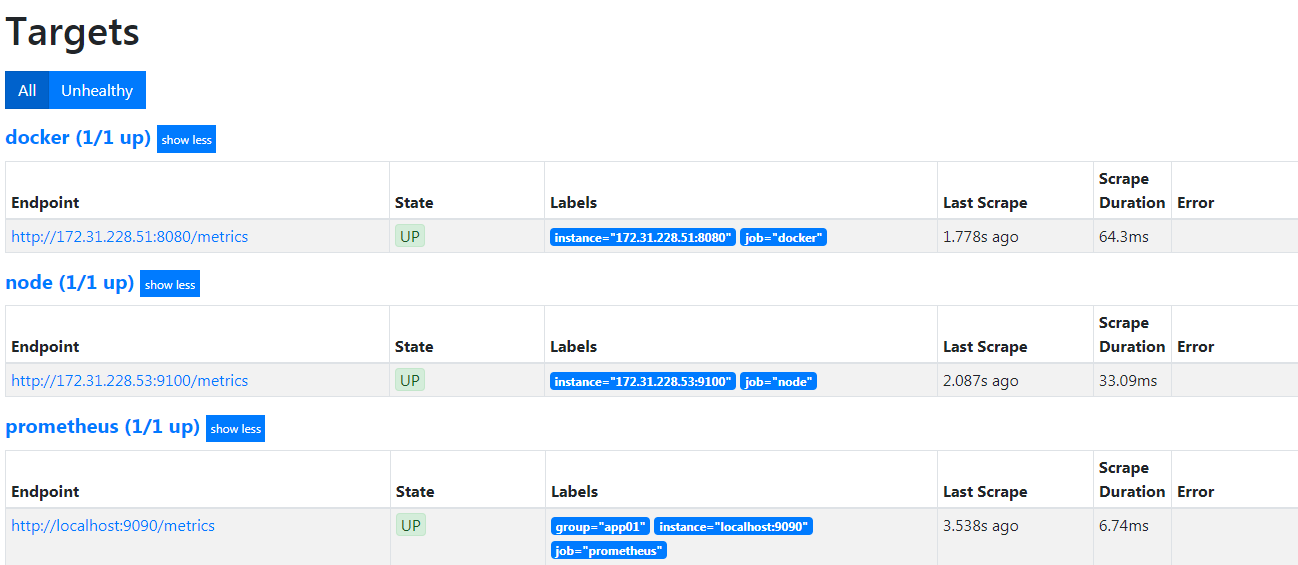 Targets
All Unhealthy
docker (1/1 up) show less
Endpoint State Labels Last Scrape Scrape Duration Error
http://172.31.228.51:8080/metrics UP instance="172.31.228.51:8080" job="docker" 1.778s ago 64.3ms
node (1/1 up) show less
Endpoint State Labels Last Scrape Scrape Duration Error
http://172.31.228.53:9100/metrics UP instance="172.31.228.53:9100" job="node" 2.087s ago 33.09ms
prometheus (1/1 up) show less
Endpoint State Labels Last Scrape Scrape Duration Error
http://localhost:9090/metrics UP group="app01" instance="localhost:9090" 3.538s ago 6.74ms
job="prometheus"